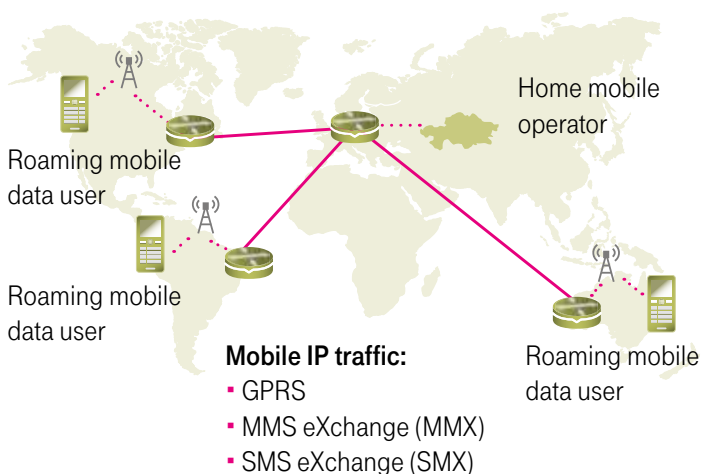 Home mobile
operator
Roaming mobile
data user
Roaming mobile
data user
Roaming mobile
data user
Mobile IP traffic:
▪ GPRS
▪ MMS eXchange (MMX)
▪ SMS eXchange (SMX)